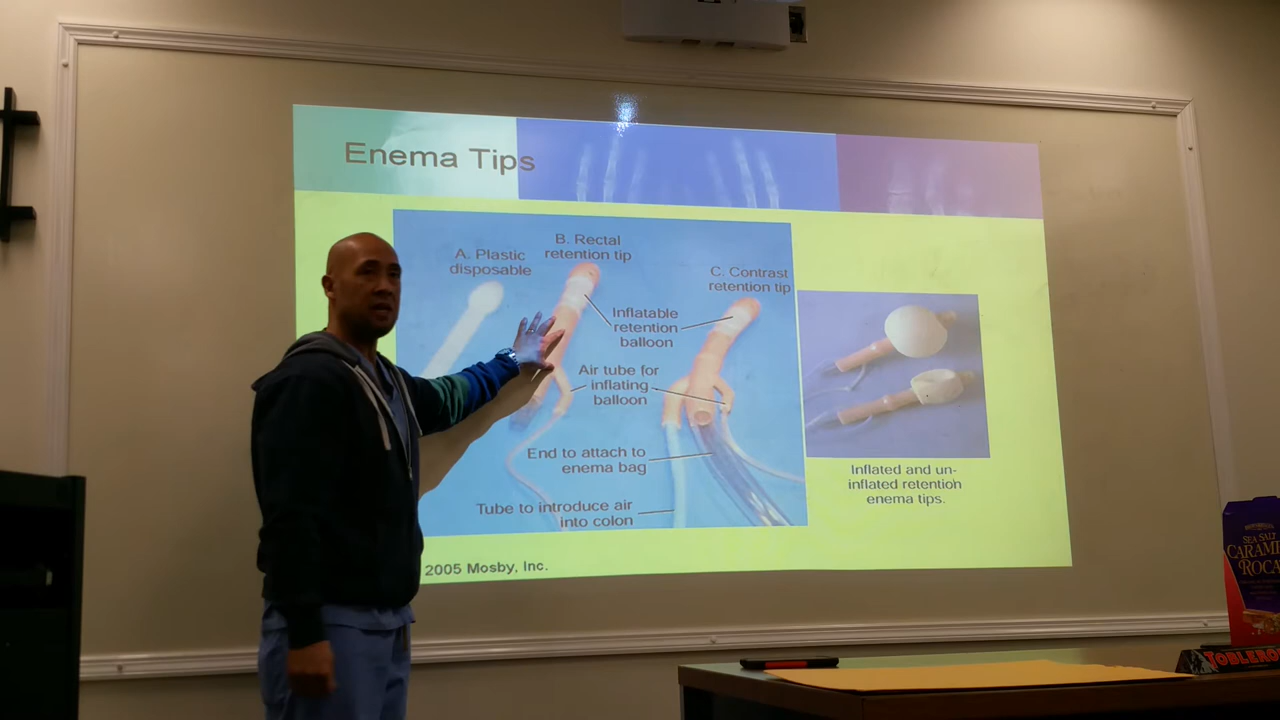 Enema Tips
A. Plastic
disposable
B. Rectal
retention tip
C. Contrast
retention tip
Inflatable
retention
balloon
Air tube for
inflating
balloon
End to attach to
enema bag
Tube to introduce air
into colon
Inflated and un-
inflated retention
enema tips.
2005 Mosby, Inc.
SEA SALT
CARAM
ROCA
TOBLERO